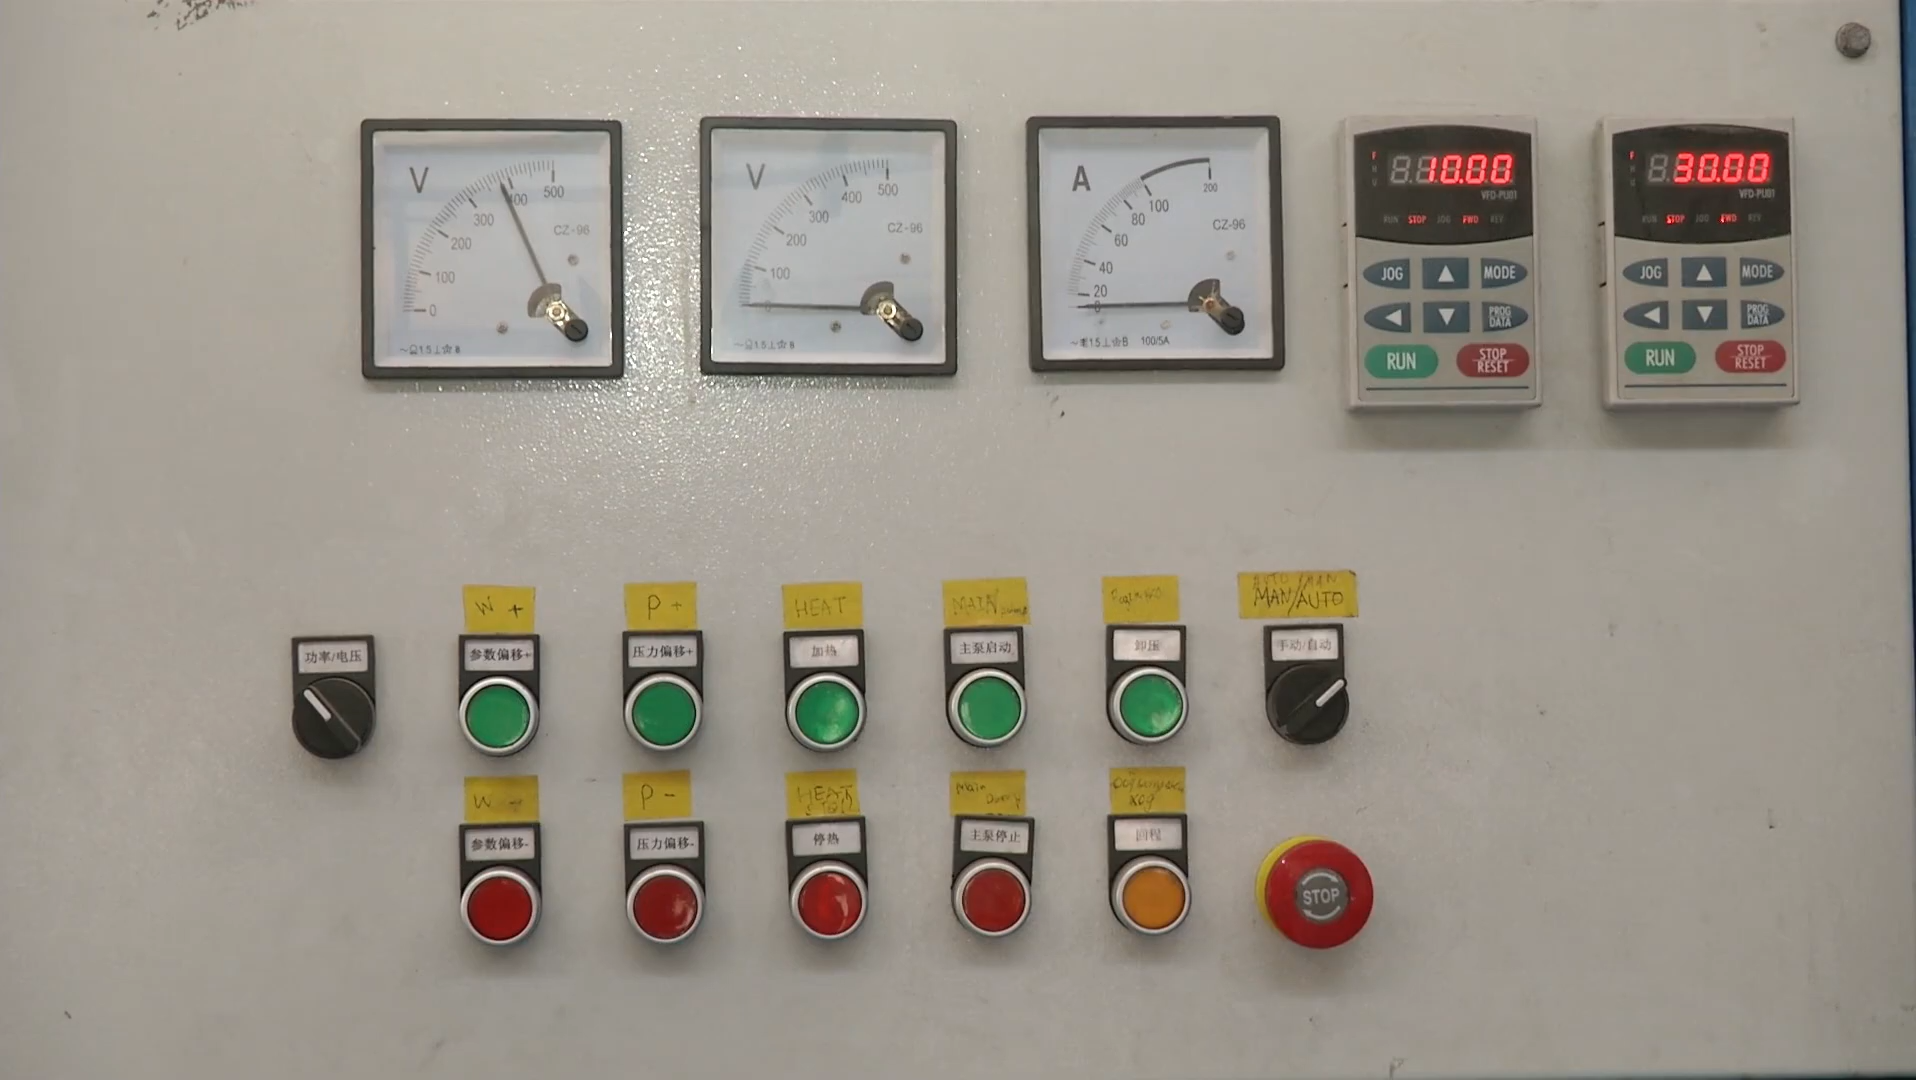 V
0
100
200
300
400
500
CZ-96
V
0
100
200
300
400
500
CZ-96
A
0
20
40
60
80
100
200
CZ-96
100/5A
10.00
VFD-PU01
RUN STOP JOG FWD REV
JOG
MODE
PROG
DATA
RUN
STOP
RESET
30.00
VFD-PU01
RUN STOP JOG FWD REV
JOG
MODE
PROG
DATA
RUN
STOP
RESET
W +
P +
HEAT
MAIN pump
MAN/AUTO
功率/电压
参数偏移+
压力偏移+
加热
主泵启动
卸压
手动/自动
W -
P -
HEAT
Main
参数偏移-
压力偏移-
停热
主泵停止
回程
STOP